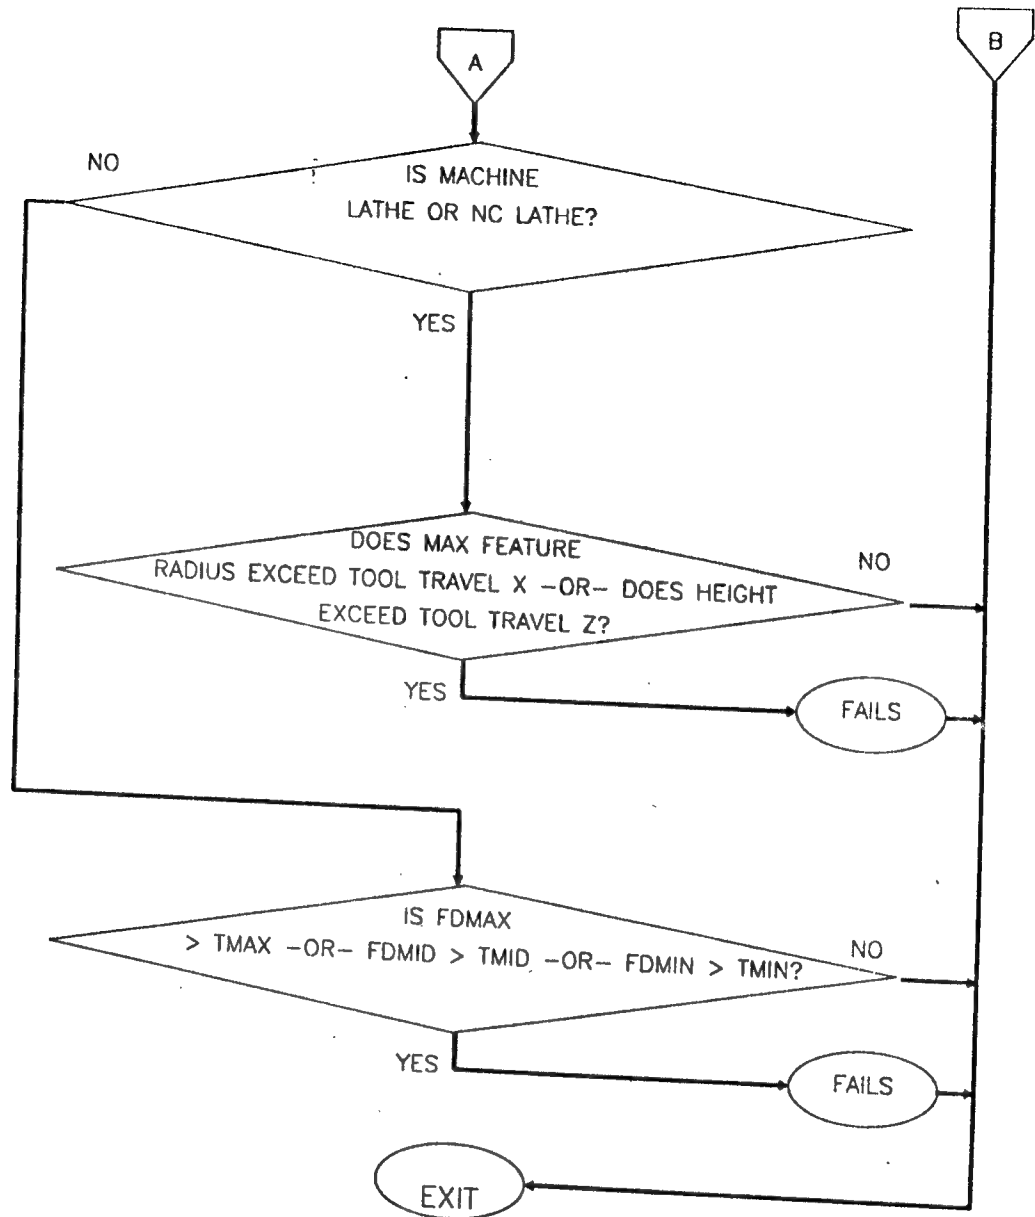 A
B
NO
IS MACHINE
LATHE OR NC LATHE?
YES
DOES MAX FEATURE
RADIUS EXCEED TOOL TRAVEL X -OR- DOES HEIGHT
EXCEED TOOL TRAVEL Z?
NO
YES
FAILS
IS FDMAX
> TMAX -OR- FDMID > TMID -OR- FDMIN > TMIN?
NO
YES
FAILS
EXIT